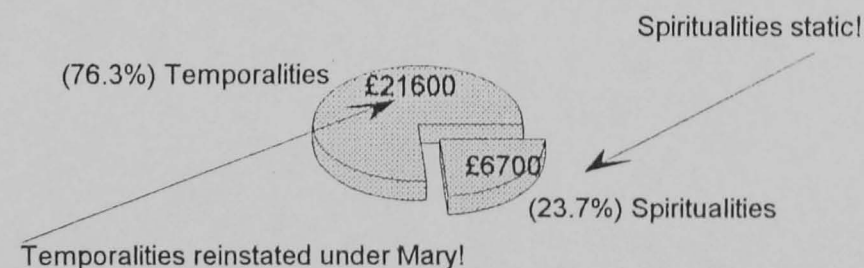 Spiritualities static!
(76.3%) Temporalities
£21600
£6700
(23.7%) Spiritualities
Temporalities reinstated under Mary!